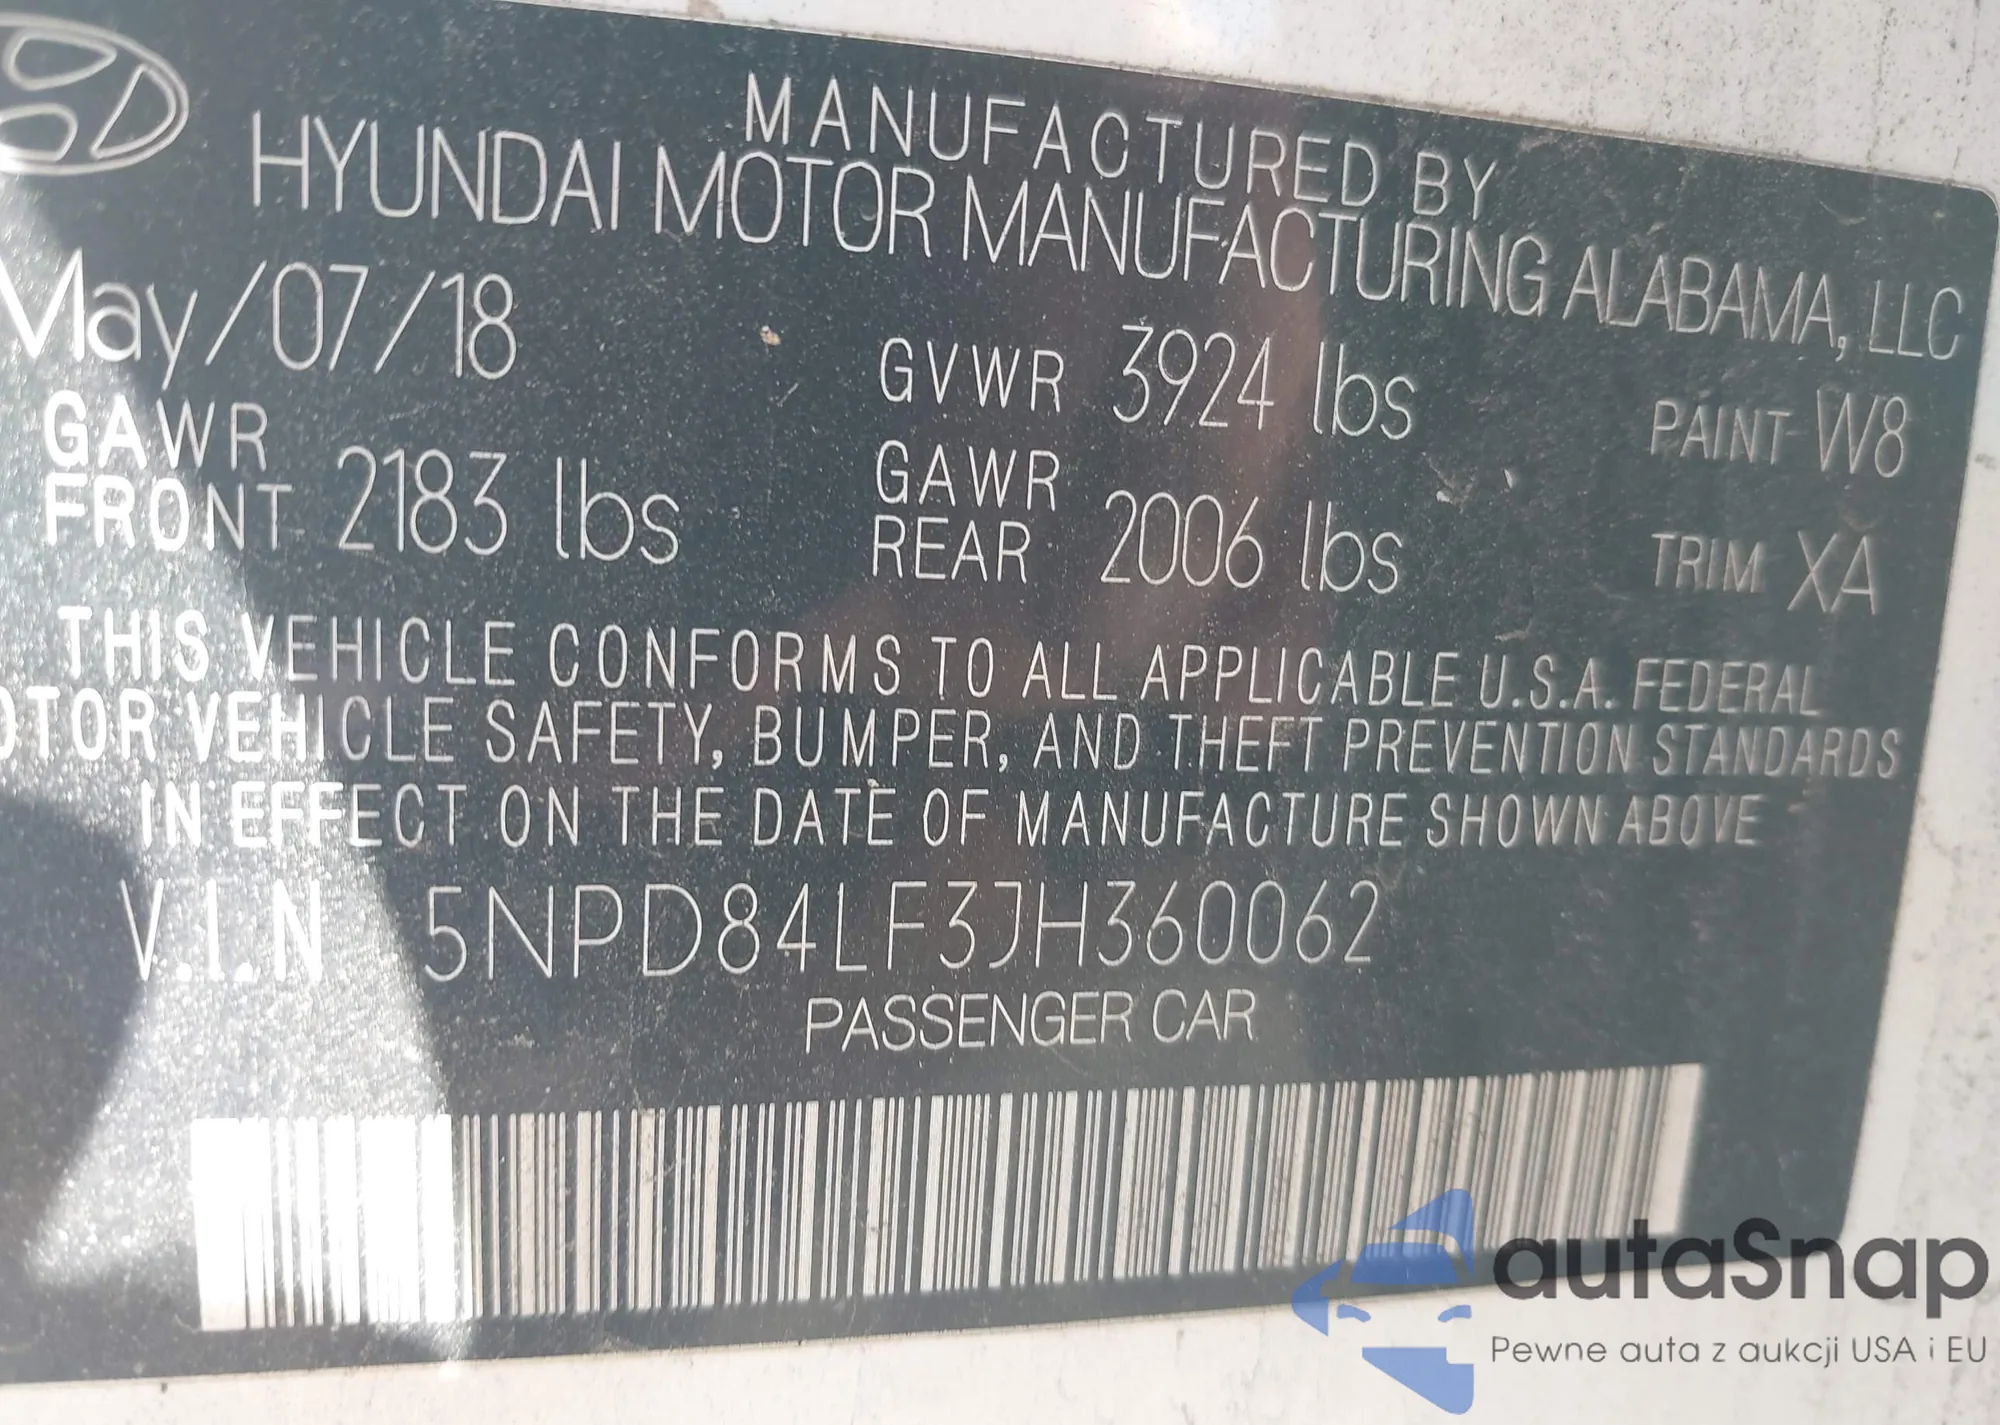 MANUFACTURED BY
HYUNDAI MOTOR MANUFACTURING ALABAMA, LLC
May/07/18
GVWR 3924 lbs
PAINT W8
GAWR
FRONT 2183 lbs
GAWR
REAR 2006 lbs
TRIM XA
THIS VEHICLE CONFORMS TO ALL APPLICABLE U.S.A. FEDERAL
OTOR VEHICLE SAFETY, BUMPER, AND THEFT PREVENTION STANDARDS
IN EFFECT ON THE DATE OF MANUFACTURE SHOWN ABOVE
V.I.N 5NPD84LF3JH360062
PASSENGER CAR
autaSnap
Pewne auta z aukcji USA i EU